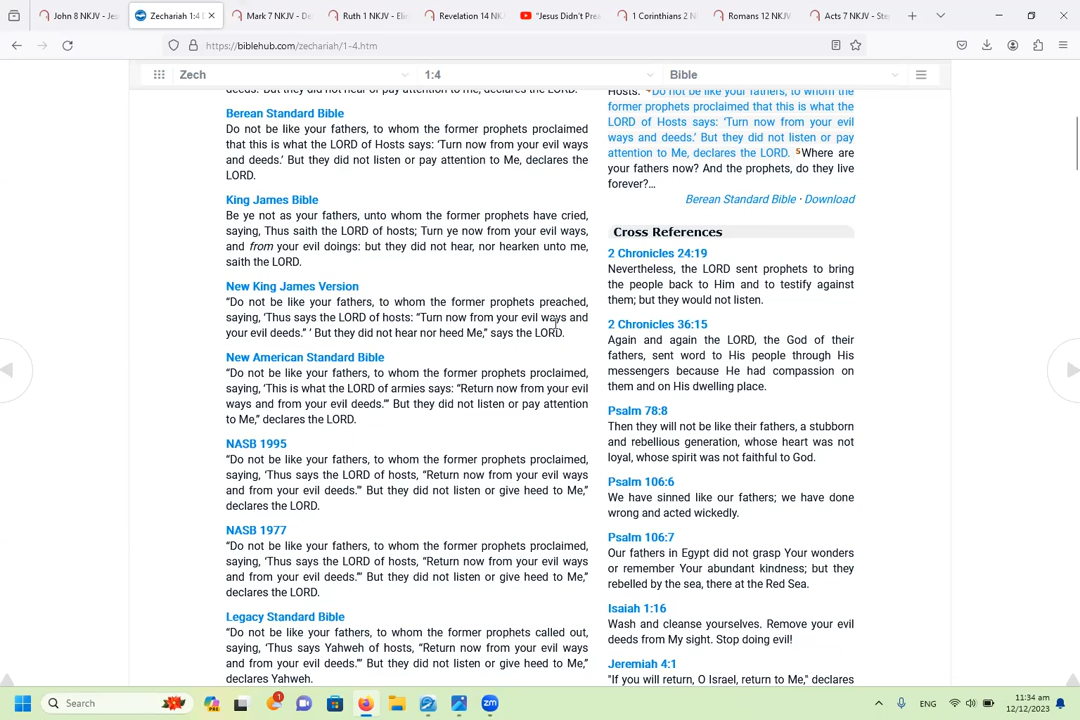 John 8 NKJV - Jes
Zechariah 1:4
Mark 7 NKJV - De
Ruth 1 NKJV - Elim
Revelation 14 NKJ
"Jesus Didn't Prea
1 Corinthians 2 N
Romans 12 NKJV
Acts 7 NKJV - Ste
https://biblehub.com/zechariah/1-4.htm
Zech
1:4
Bible
deeds.' But they did not hear or pay attention to me, declares the LORD.
Berean Standard Bible
Do not be like your fathers, to whom the former prophets proclaimed
that this is what the LORD of Hosts says: ‘Turn now from your evil ways
and deeds.’ But they did not listen or pay attention to Me, declares the
LORD.
King James Bible
Be ye not as your fathers, unto whom the former prophets have cried,
saying, Thus saith the LORD of hosts; Turn ye now from your evil ways,
and from your evil doings: but they did not hear, nor hearken unto me,
saith the LORD.
New King James Version
“Do not be like your fathers, to whom the former prophets preached,
saying, ‘Thus says the LORD of hosts: “Turn now from your evil ways and
your evil deeds.” ’ But they did not hear nor heed Me,” says the LORD.
New American Standard Bible
“Do not be like your fathers, to whom the former prophets proclaimed,
saying, ‘This is what the LORD of armies says: “Return now from your evil
ways and from your evil deeds.”’ But they did not listen or pay attention
to Me,” declares the LORD.
NASB 1995
“Do not be like your fathers, to whom the former prophets proclaimed,
saying, ‘Thus says the LORD of hosts, “Return now from your evil ways
and from your evil deeds.”’ But they did not listen or give heed to Me,”
declares the LORD.
NASB 1977
“Do not be like your fathers, to whom the former prophets proclaimed,
saying, ‘Thus says the LORD of hosts, “Return now from your evil ways
and from your evil deeds.”’ But they did not listen or give heed to Me,”
declares the LORD.
Legacy Standard Bible
“Do not be like your fathers, to whom the former prophets called out,
saying, ‘Thus says Yahweh of hosts, “Return now from your evil ways
and from your evil deeds.”’ But they did not listen or give heed to Me,”
declares Yahweh.
Hosts. 4Do not be like your fathers, to whom the
former prophets proclaimed that this is what the
LORD of Hosts says: ‘Turn now from your evil
ways and deeds.’ But they did not listen or pay
attention to Me, declares the LORD. 5Where are
your fathers now? And the prophets, do they live
forever?…
Berean Standard Bible · Download
Cross References
2 Chronicles 24:19
Nevertheless, the LORD sent prophets to bring
the people back to Him and to testify against
them; but they would not listen.
2 Chronicles 36:15
Again and again the LORD, the God of their
fathers, sent word to His people through His
messengers because He had compassion on
them and on His dwelling place.
Psalm 78:8
Then they will not be like their fathers, a stubborn
and rebellious generation, whose heart was not
loyal, whose spirit was not faithful to God.
Psalm 106:6
We have sinned like our fathers; we have done
wrong and acted wickedly.
Psalm 106:7
Our fathers in Egypt did not grasp Your wonders
or remember Your abundant kindness; but they
rebelled by the sea, there at the Red Sea.
Isaiah 1:16
Wash and cleanse yourselves. Remove your evil
deeds from My sight. Stop doing evil!
Jeremiah 4:1
"If you will return, O Israel, return to Me," declares
Search
PRE
1
zm
ENG
11:34 am
12/12/2023